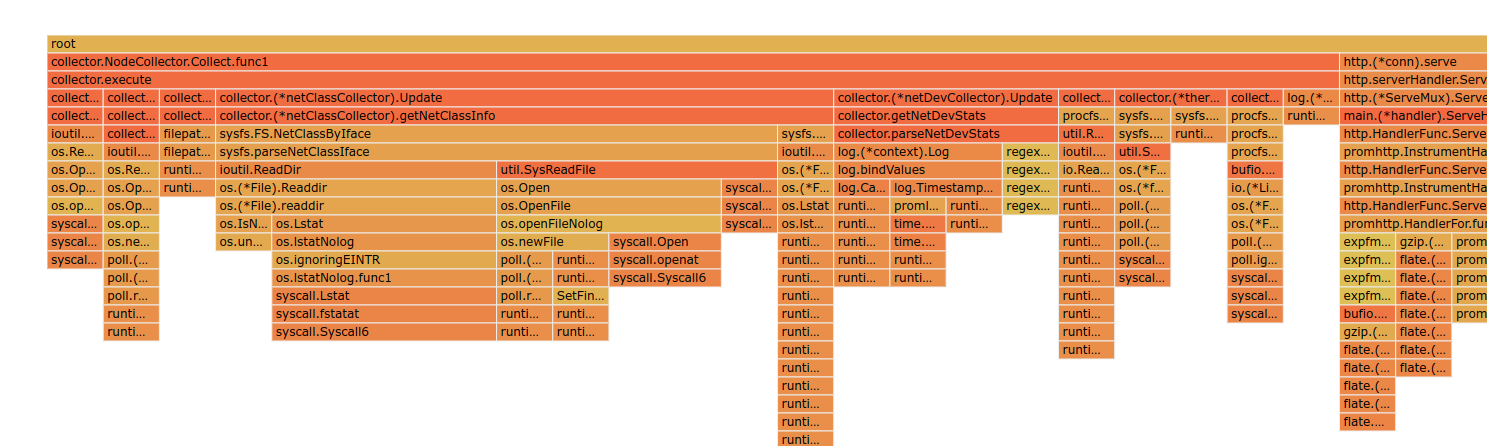 root
collector.NodeCollector.Collect.func1 http.(*conn).serve
collector.execute http.serverHandler.Serv
collect... collect... collect... collector.(*netClassCollector).Update collector.(*netDevCollector).Update collect... collector.(*ther... collect... log.(*... http.(*ServeMux).Serve
collect... collect... collect... collector.(*netClassCollector).getNetClassInfo collector.getNetDevStats procfs... sysfs.... sysfs.... procfs... runti... main.(*handler).ServeH
ioutil.... collect... filepat... sysfs.FS.NetClassByIface sysfs.... collector.parseNetDevStats util.R... sysfs.... runti... procfs... http.HandlerFunc.Serve
os.Re... ioutil.... filepat... sysfs.parseNetClassIface ioutil.... log.(*context).Log regex... ioutil.... util.S... procfs... promhttp.InstrumentHa
os.Op... os.Re... runti... ioutil.ReadDir util.SysReadFile os.(*F... log.bindValues regex... io.Rea... os.(*F... bufio.... http.HandlerFunc.Serve
os.Op... os.Op... runti... os.(*File).Readdir os.Open syscal... os.(*F... log.Ca... log.Timestamp... regex... runti... os.(*f... io.(*Li... promhttp.InstrumentHa
os.op... os.Op... os.(*File).readdir os.OpenFile syscal... os.Lstat runti... proml... runti... regex... runti... poll.(... os.(*F... http.HandlerFunc.Serve
syscal... os.op... os.IsN... os.Lstat os.openFileNolog syscal... os.lst... runti... time.... runti... runti... poll.(... os.(*F... promhttp.HandlerFor.fun
syscal... os.ne... os.un... os.lstatNolog os.newFile syscall.Open runti... runti... time.... runti... poll.(... poll.(... expfm... gzip.(... prom
syscal... poll.(... os.ignoringEINTR poll.(... runti... syscall.openat runti... runti... runti... runti... syscal... poll.ig... expfm... flate.(... prom
poll.(... os.lstatNolog.func1 poll.(... runti... syscall.Syscall6 runti... runti... runti... runti... syscal... syscal... expfm... flate.(... prom
poll.r... syscall.Lstat poll.r... SetFin... runti... runti... syscal... expfm... flate.(... prom
runti... syscall.fstatat runti... runti... runti... runti... syscal... bufio.... flate.(... prom
runti... syscall.Syscall6 runti... runti... runti... runti... gzip.(... flate.(...
runti... runti... flate.(... flate.(...
runti... flate.(... flate.(...
runti... flate.(...
runti... flate.(...
runti... flate....
runti...